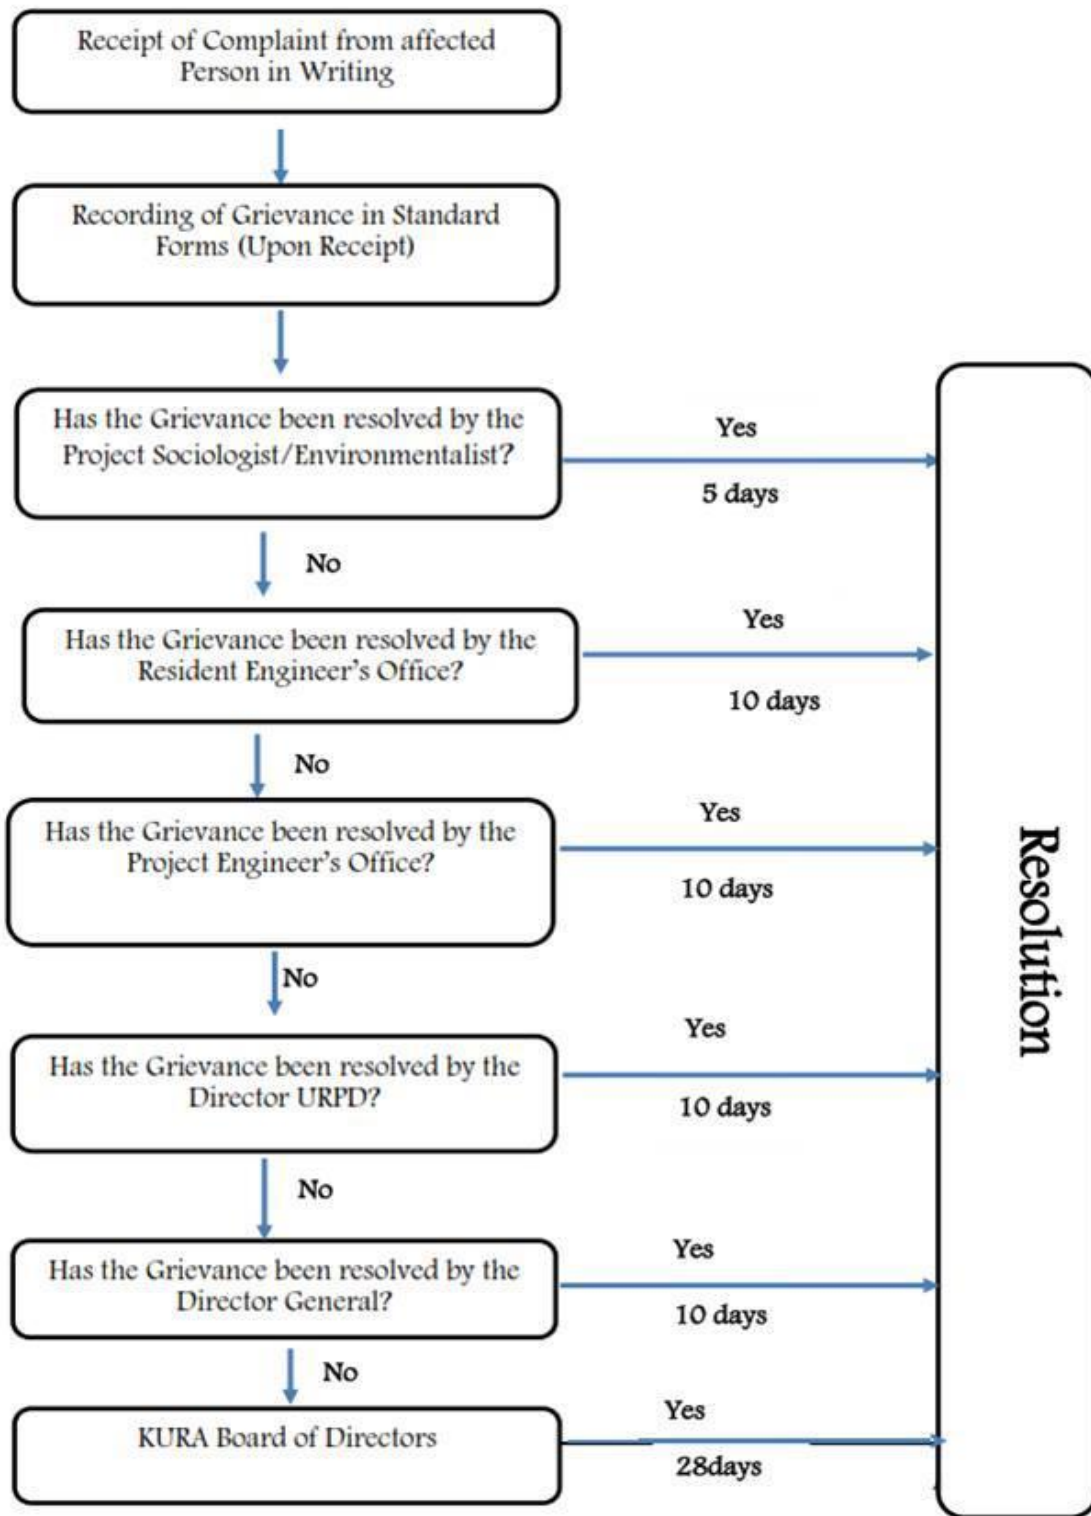 Receipt of Complaint from affected
Person in Writing
Recording of Grievance in Standard
Forms (Upon Receipt)
Has the Grievance been resolved by the
Project Sociologist/Environmentalist?
Yes
5 days
No
Has the Grievance been resolved by the
Resident Engineer's Office?
Yes
10 days
No
Has the Grievance been resolved by the
Project Engineer's Office?
Yes
10 days
No
Has the Grievance been resolved by the
Director URPD?
Yes
10 days
No
Has the Grievance been resolved by the
Director General?
Yes
10 days
No
KURA Board of Directors
Yes
28days
Resolution